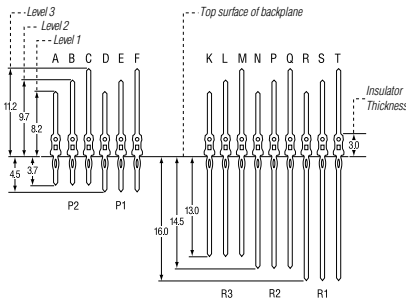 Level 3
Level 2
Level 1
Top surface of backplane
A B C D E F
K L M N P Q R S T
Insulator
Thickness
11.2
9.7
8.2
3.0
4.5
3.7
13.0
14.5
16.0
P2 P1
R3 R2 R1